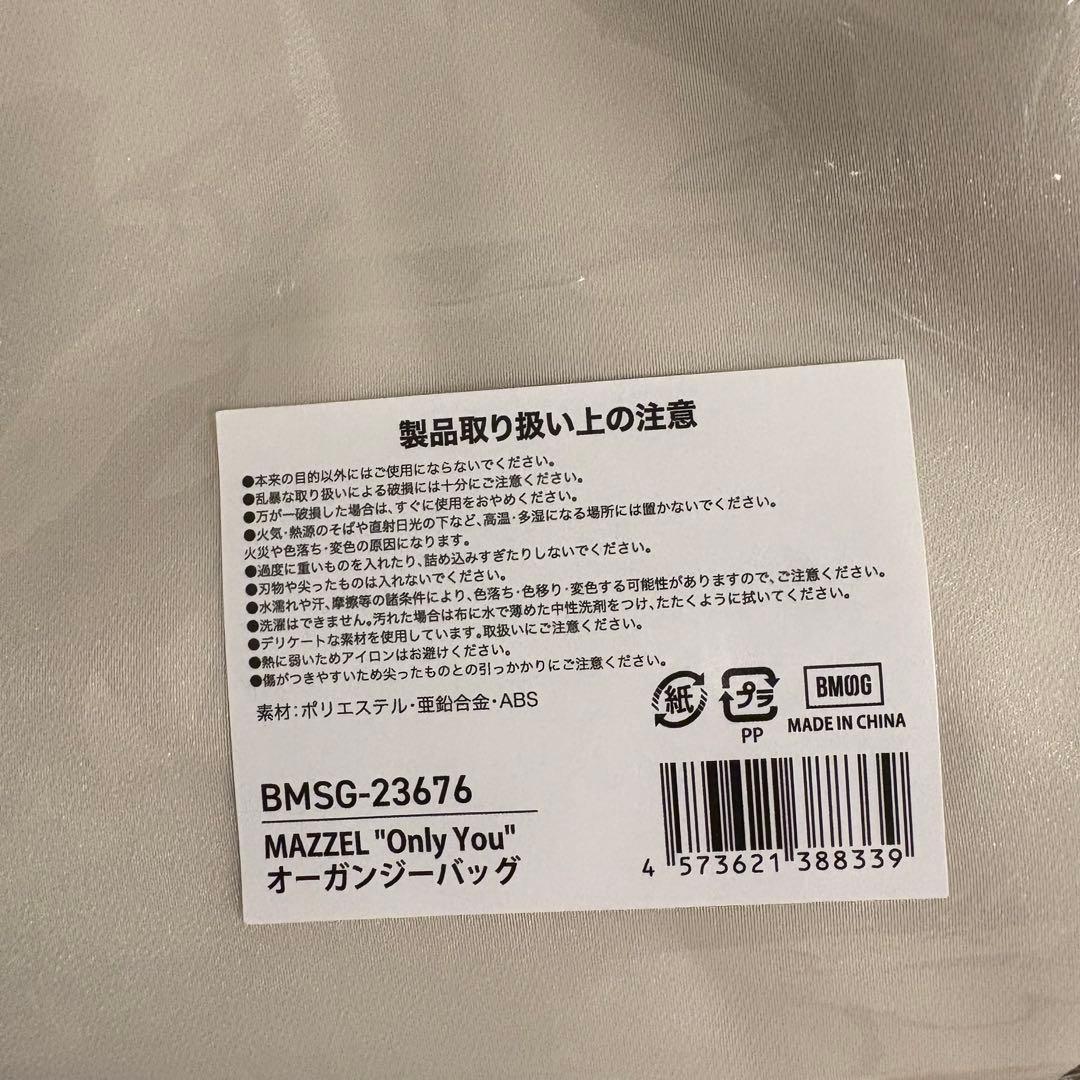 製品取り扱い上の注意
●本来の目的以外にはご使用にならないでください。
●乱暴な取り扱いによる破損には十分にご注意ください。
●万が一破損した場合は、すぐに使用をおやめください。
●火気・熱源のそばや直射日光の下など、高温・多湿になる場所には置かないでください。
火災や色落ち・変色の原因になります。
●過度に重いものを入れたり、詰め込みすぎたりしないでください。
●刃物や尖ったものは入れないでください。
●水濡れや汗、摩擦等の諸条件により、色落ち・色移り・変色する可能性がありますので、ご注意ください。
●洗濯はできません。汚れた場合は布に水で薄めた中性洗剤をつけ、たたくように拭いてください。
●デリケートな素材を使用しています。取扱いにご注意ください。
●熱に弱いためアイロンはお避けください。
●傷がつきやすいため尖ったものとの引っかかりにご注意ください。
素材：ポリエステル・亜鉛合金・ABS
紙
プラ
PP
BMSG
MADE IN CHINA
BMSG-23676
MAZZEL "Only You"
オーガンジーバッグ
4 573621 388339